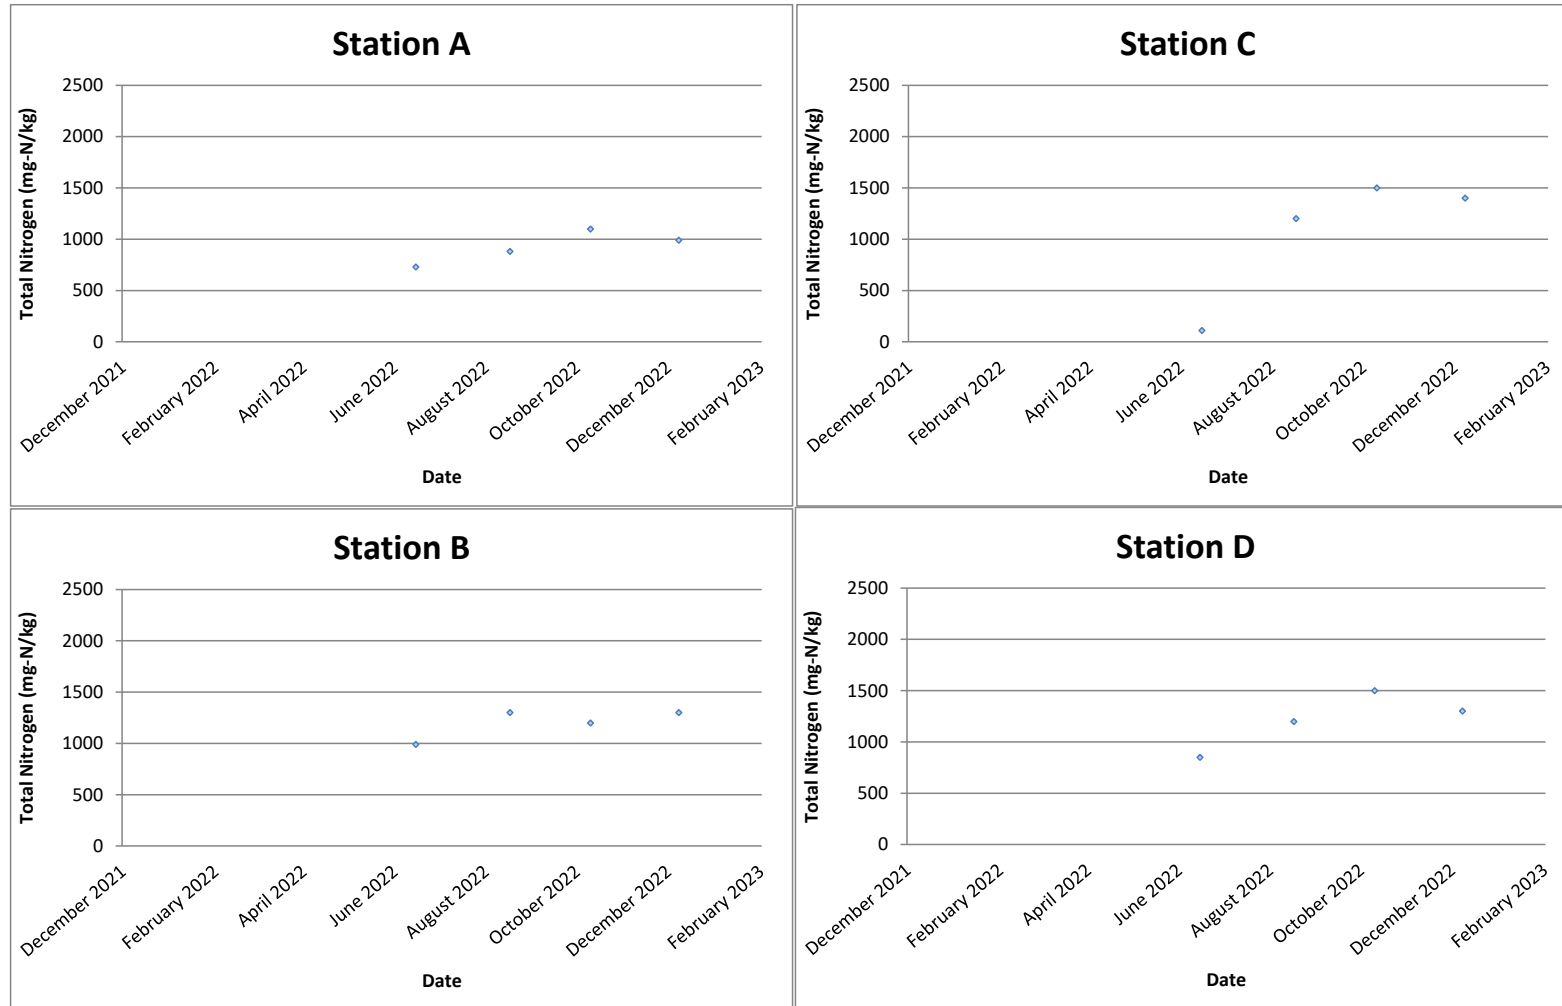 Station A
Total Nitrogen (mg-N/kg)
2500
2000
1500
1000
500
0
December 2021
February 2022
April 2022
June 2022
August 2022
October 2022
December 2022
February 2023
Date
Station C
Total Nitrogen (mg-N/kg)
2500
2000
1500
1000
500
0
December 2021
February 2022
April 2022
June 2022
August 2022
October 2022
December 2022
February 2023
Date
Station B
Total Nitrogen (mg-N/kg)
2500
2000
1500
1000
500
0
December 2021
February 2022
April 2022
June 2022
August 2022
October 2022
December 2022
February 2023
Date
Station D
Total Nitrogen (mg-N/kg)
2500
2000
1500
1000
500
0
December 2021
February 2022
April 2022
June 2022
August 2022
October 2022
December 2022
February 2023
Date